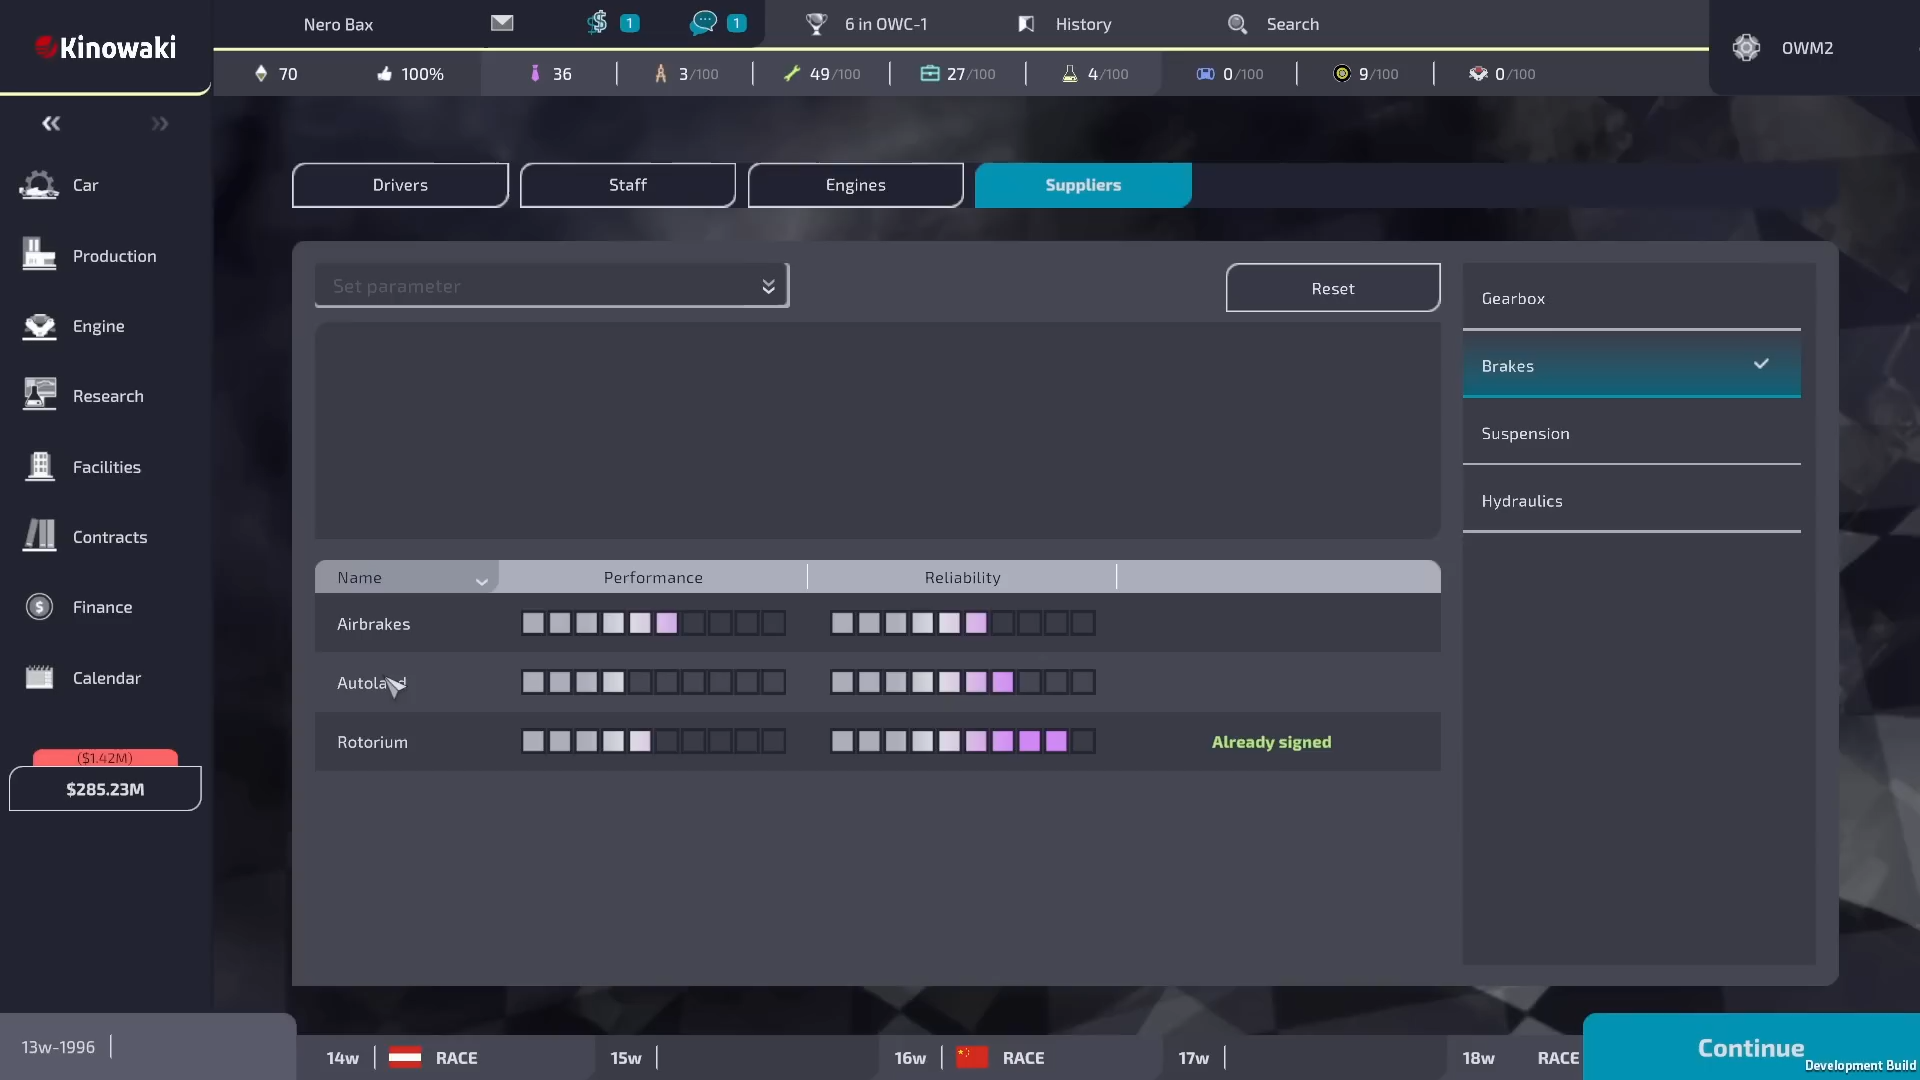 Kinowaki
Nero Bax
1
1
6 in OWC-1
History
Search
OWM2
70
100%
36
3/100
49/100
27/100
4/100
0/100
9/100
0/100
Car
Production
Engine
Research
Facilities
Contracts
Finance
Calendar
($1.42M)
$285.23M
Drivers
Staff
Engines
Suppliers
Set parameter
Reset
Gearbox
Brakes
Suspension
Hydraulics
Name Performance Reliability
Airbrakes
Autoland
Rotorium Already signed
13w-1996
14w RACE
15w
16w RACE
17w
18w RACE
Continue
Development Build